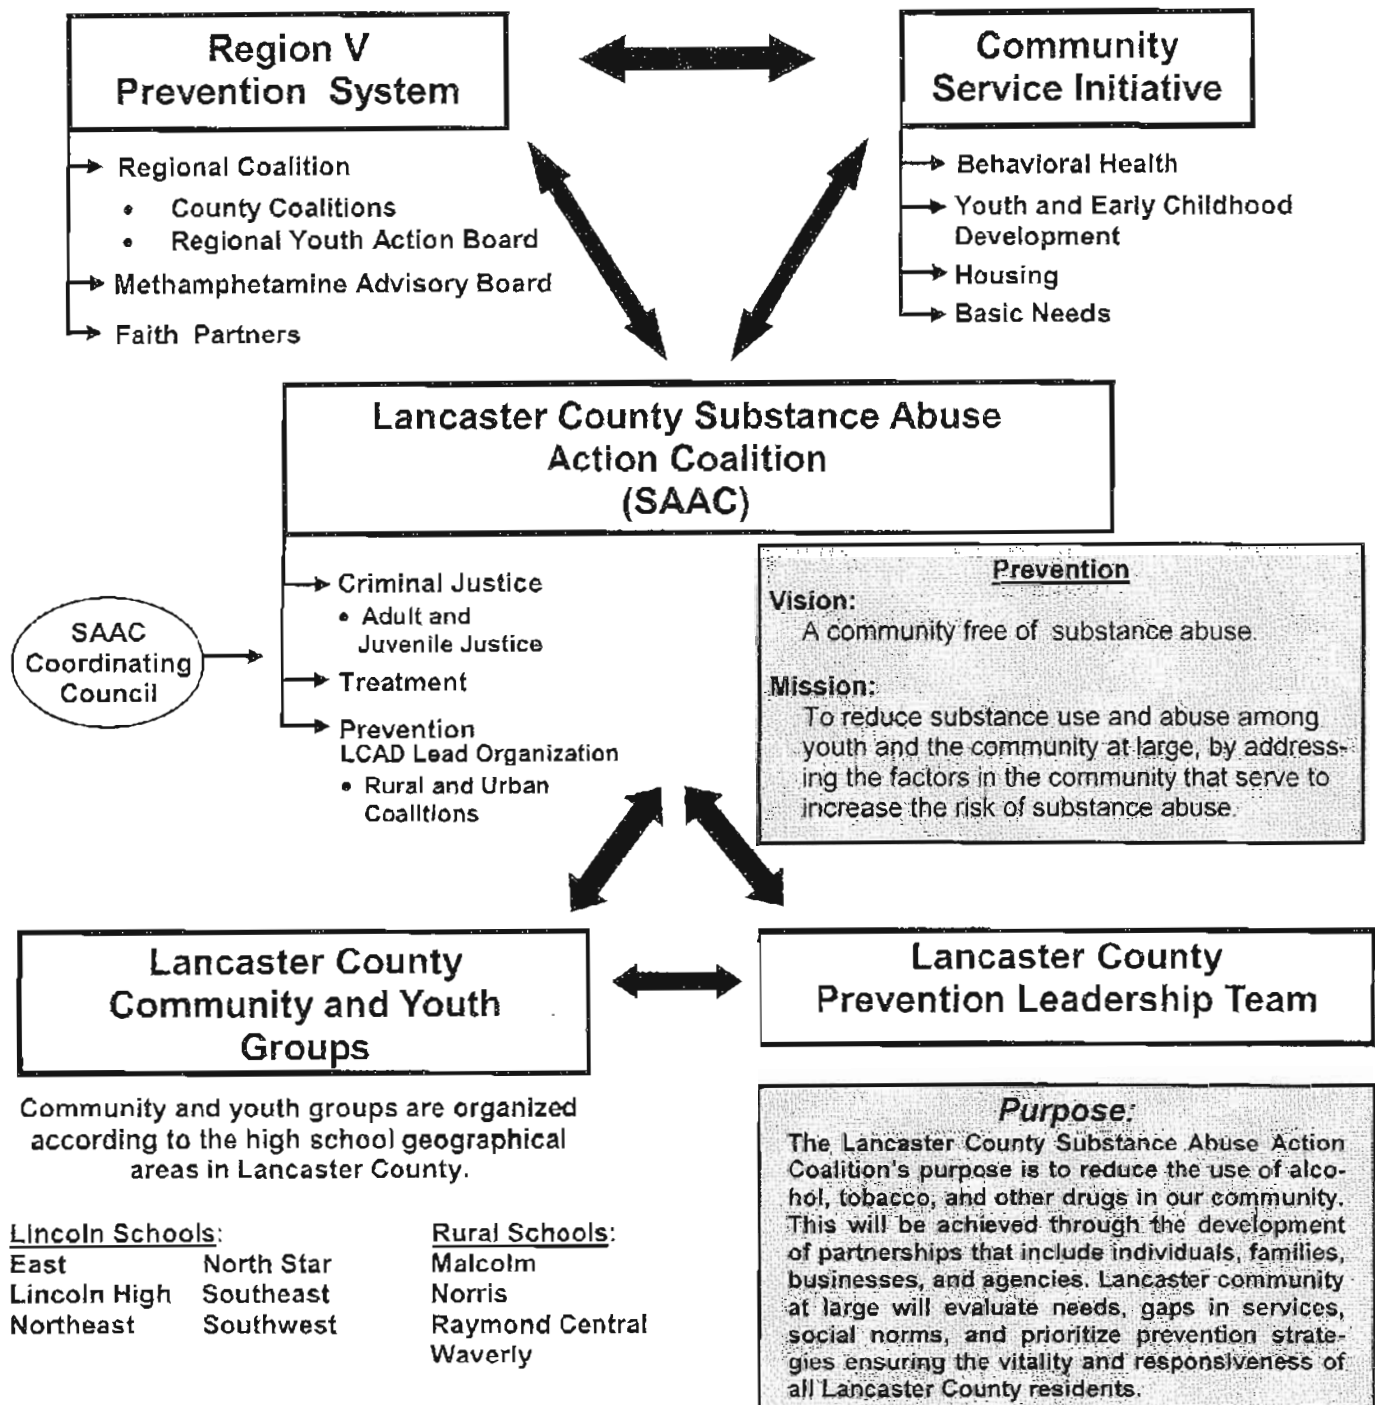 Region V
Prevention System
Community
Service Initiative
Regional Coalition
• County Coalitions
• Regional Youth Action Board
Methamphetamine Advisory Board
Faith Partners
Behavioral Health
Youth and Early Childhood
Development
Housing
Basic Needs
Lancaster County Substance Abuse
Action Coalition
(SAAC)
SAAC
Coordinating
Council
Criminal Justice
• Adult and
Juvenile Justice
Treatment
Prevention
LCAD Lead Organization
• Rural and Urban
Coalitions
Prevention
Vision:
A community free of substance abuse.
Mission:
To reduce substance use and abuse among
youth and the community at large, by address-
ing the factors in the community that serve to
increase the risk of substance abuse.
Lancaster County
Community and Youth
Groups
Community and youth groups are organized
according to the high school geographical
areas in Lancaster County.
Lincoln Schools:
East North Star
Lincoln High Southeast
Northeast Southwest
Rural Schools:
Malcolm
Norris
Raymond Central
Waverly
Lancaster County
Prevention Leadership Team
Purpose:
The Lancaster County Substance Abuse Action
Coalition's purpose is to reduce the use of alco-
hol, tobacco, and other drugs in our community.
This will be achieved through the development
of partnerships that include individuals, families,
businesses, and agencies. Lancaster community
at large will evaluate needs, gaps in services,
social norms, and prioritize prevention strate-
gies ensuring the vitality and responsiveness of
all Lancaster County residents.